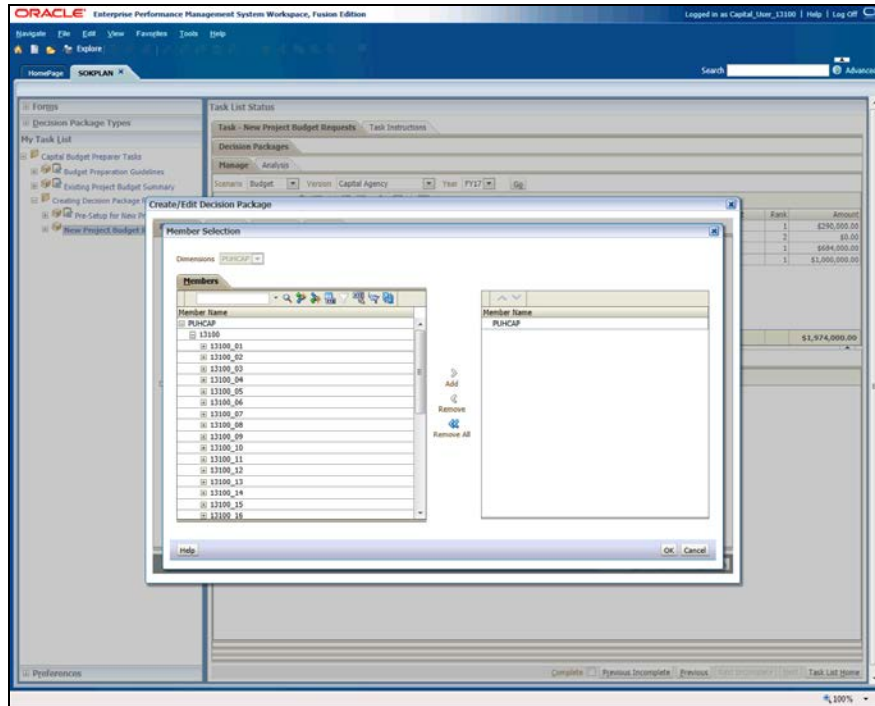 ORACLE Enterprise Performance Management System Workspace, Fusion Edition
Logged in as Capital_User_13100 | Help | Log Off
Navigate File Edit View Favorites Tools Help
Explore
HomePage SOKPLAN
Search
Advanced
Forms
Decision Package Types
My Task List
Capital Budget Preparer Tasks
Budget Preparation Guidelines
Existing Project Budget Summary
Creating Decision Package
Pre-Setup for New
New Project Budget
Preferences
Task List Status
Task - New Project Budget Requests Task Instructions
Decision Packages
Manage Analysis
Scenario Budget Version Capital Agency Year FY17 Go
Rank Amount
1 $290,000.00
2 $0.00
1 $684,000.00
1 $1,000,000.00
$1,974,000.00
Create/Edit Decision Package
Member Selection
Dimensions PUHCAP
Members
Member Name
PUHCAP
13100
13100_01
13100_02
13100_03
13100_04
13100_05
13100_06
13100_07
13100_08
13100_09
13100_10
13100_11
13100_12
13100_13
13100_14
13100_15
13100_16
Add
Remove
Remove All
Member Name
PUHCAP
Help
OK Cancel
Complete Previous Incomplete Previous Next Incomplete Next Task List Home
100%